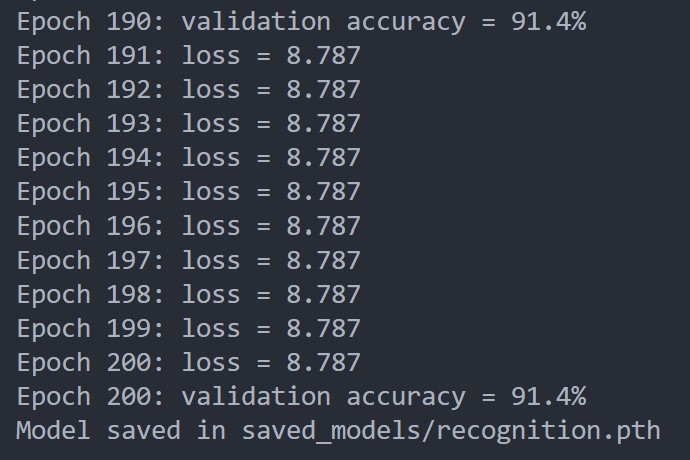 Epoch 190: validation accuracy = 91.4%
Epoch 191: loss = 8.787
Epoch 192: loss = 8.787
Epoch 193: loss = 8.787
Epoch 194: loss = 8.787
Epoch 195: loss = 8.787
Epoch 196: loss = 8.787
Epoch 197: loss = 8.787
Epoch 198: loss = 8.787
Epoch 199: loss = 8.787
Epoch 200: loss = 8.787
Epoch 200: validation accuracy = 91.4%
Model saved in saved_models/recognition.pth